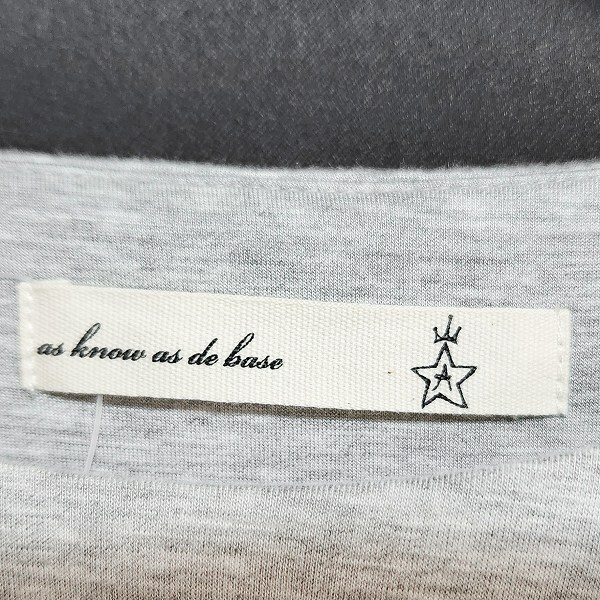 as know as de base
A